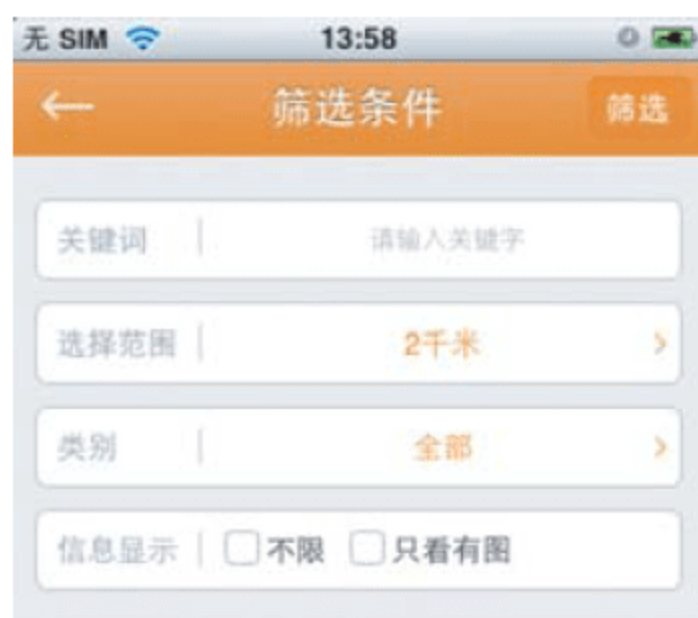 无 SIM 13:58
筛选条件 筛选
关键词 请输入关键字
选择范围 2千米
类别 全部
信息显示 不限 只看有图